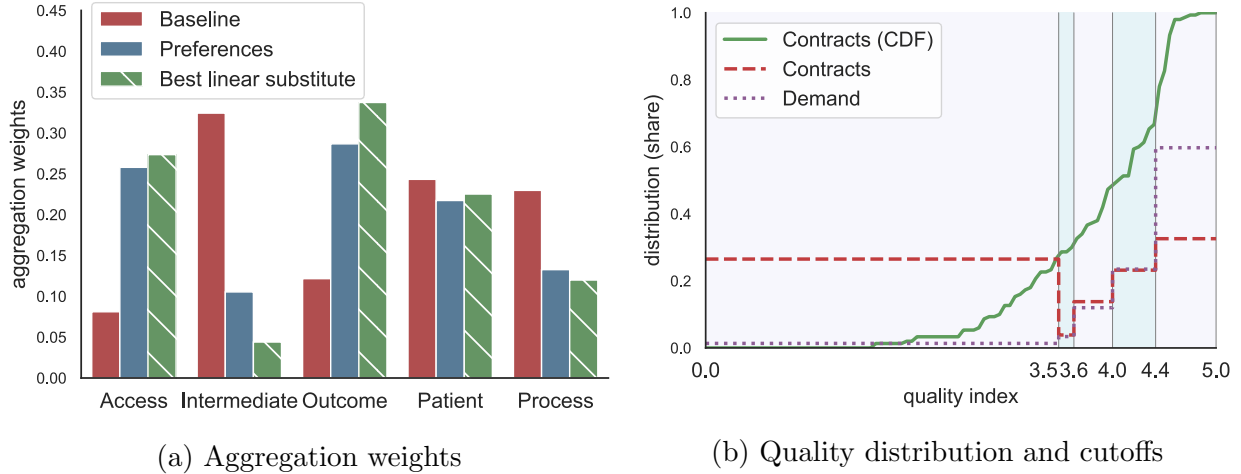 0.45
0.40
0.35
0.30
0.25
0.20
0.15
0.10
0.05
0.00
aggregation weights
Baseline
Preferences
Best linear substitute
Access Intermediate Outcome Patient Process
(a) Aggregation weights
1.0
0.8
0.6
0.4
0.2
0.0
distribution (share)
Contracts (CDF)
Contracts
Demand
0.0 3.5 3.6 4.0 4.4 5.0
quality index
(b) Quality distribution and cutoffs